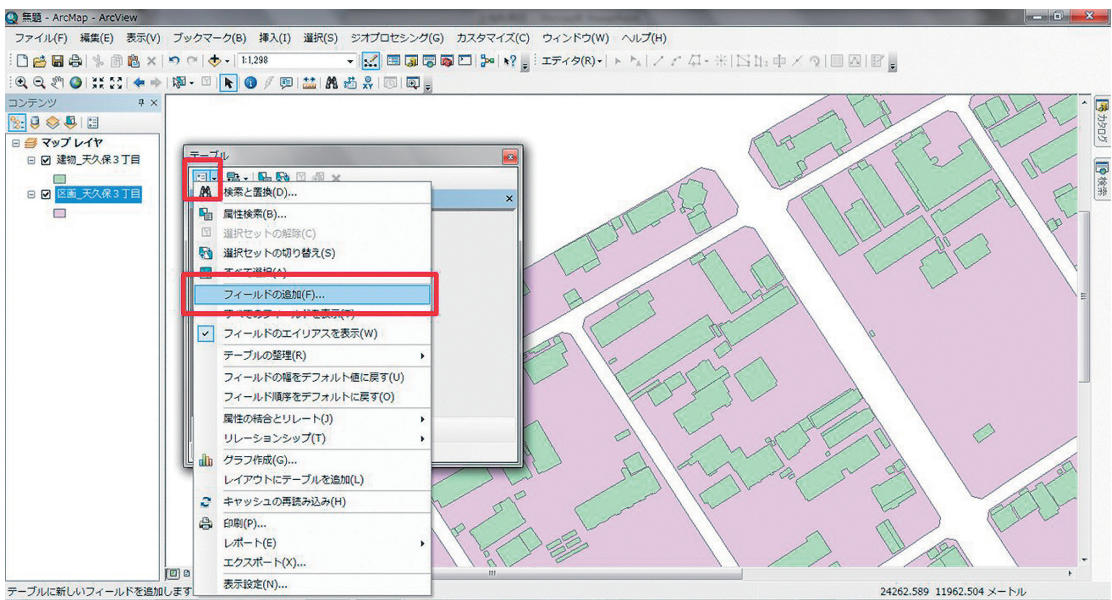 無題 - ArcMap - ArcView
ファイル(F) 編集(E) 表示(V) ブックマーク(B) 挿入(I) 選択(S) ジオプロセシング(G) カスタマイズ(C) ウィンドウ(W) ヘルプ(H)
1:1,298
エディタ(R)
コンテンツ
マップ レイヤ
建物_天久保３丁目
区画_天久保３丁目
テーブル
検索と置換(D)...
属性検索(B)...
選択セットの解除(C)
選択セットの切り替え(S)
すべて選択(A)
フィールドの追加(F)...
すべてのフィールドを表示(T)
フィールドのエイリアスを表示(W)
テーブルの整理(R)
フィールドの幅をデフォルト値に戻す(U)
フィールド順序をデフォルトに戻す(O)
属性の結合とリレート(J)
リレーションシップ(T)
グラフ作成(G)...
レイアウトにテーブルを追加(L)
キャッシュの再読み込み(H)
印刷(P)...
レポート(E)
エクスポート(X)...
表示設定(N)...
カタログ
検索
テーブルに新しいフィールドを追加します
24262.589 11962.504 メートル